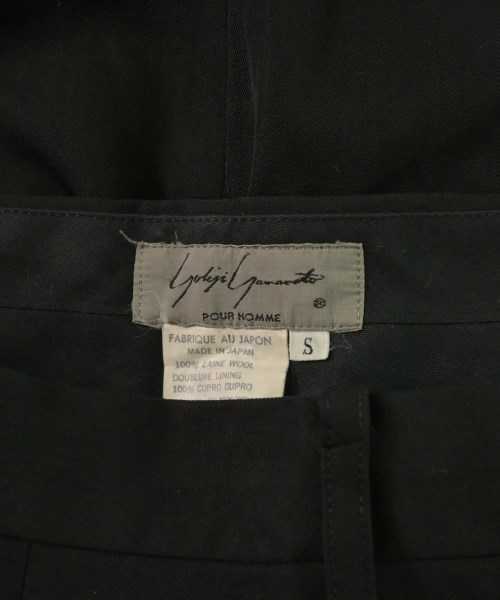 Yohji Yamamoto
POUR HOMME
FABRIQUE AU JAPON
MADE IN JAPAN
100% LAINE WOOL
DOUBLURE LINING
100% CUPRO CUPRO
S